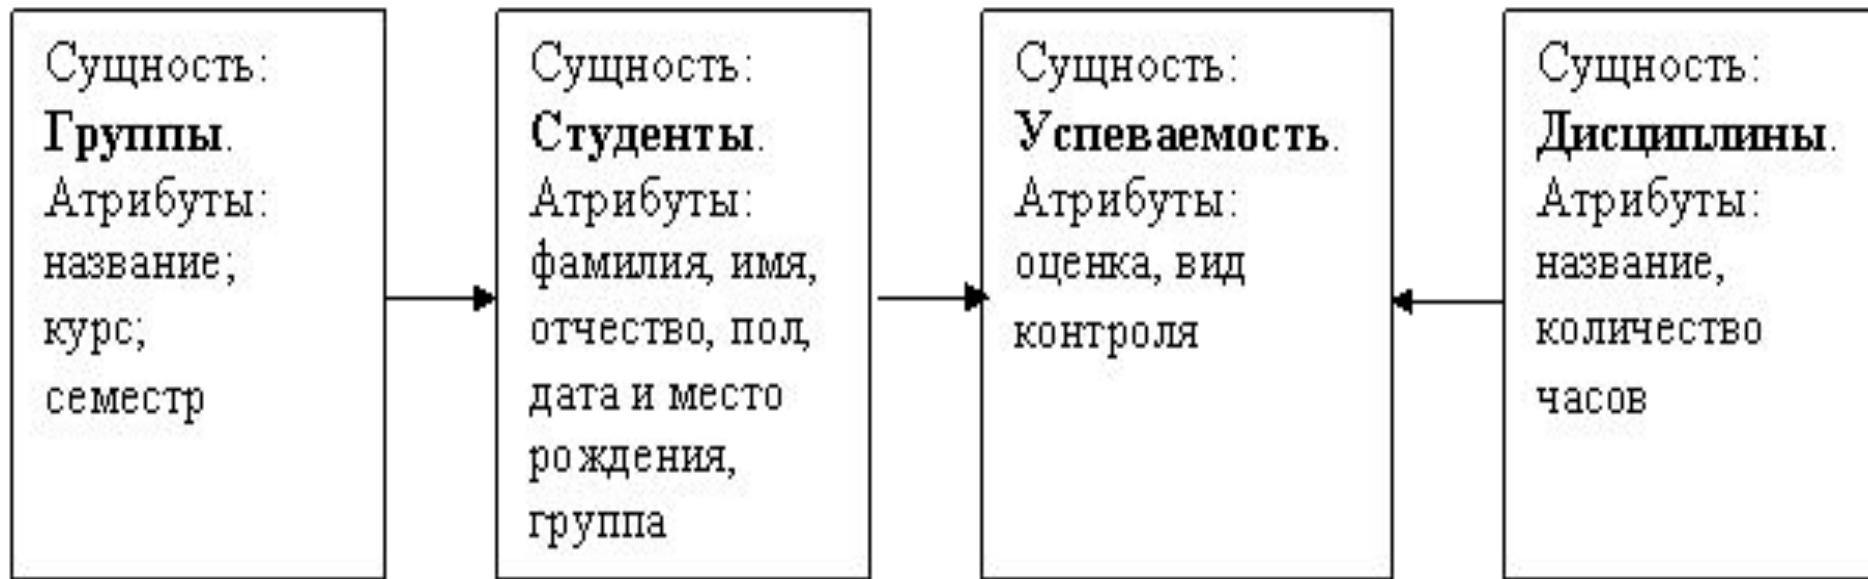 Сущность:
Группы.
Атрибуты:
название;
курс;
семестр
Сущность:
Студенты.
Атрибуты:
фамилия, имя,
отчество, пол,
дата и место
рождения,
группа
Сущность:
Успеваемость.
Атрибуты:
оценка, вид
контроля
Сущность:
Дисциплины.
Атрибуты:
название,
количество
часов